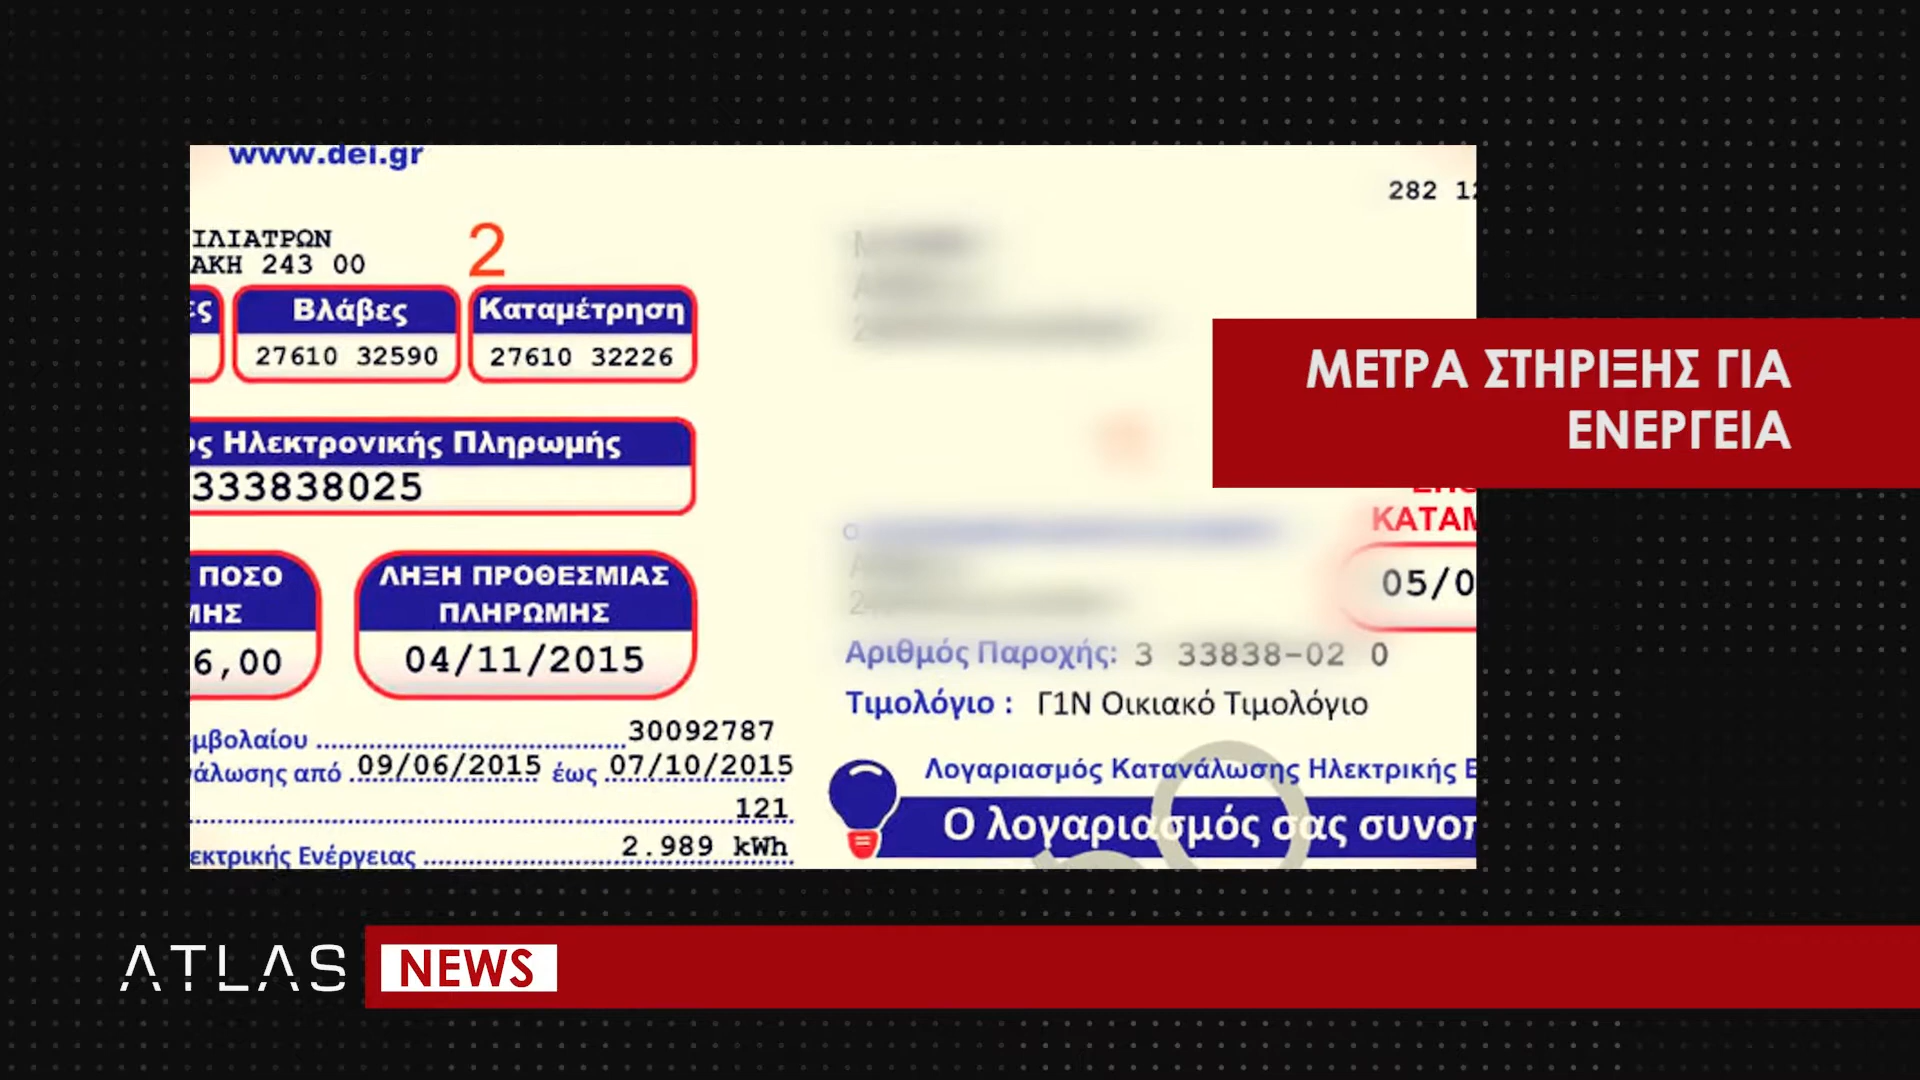 www.dei.gr
282
ΙΛΙΑΤΡΩΝ
ΑΚΗ 243 00
2
Βλάβες
Καταμέτρηση
27610 32590
27610 32226
ΜΕΤΡΑ ΣΤΗΡΙΞΗΣ ΓΙΑ
ΕΝΕΡΓΕΙΑ
ος Ηλεκτρονικής Πληρωμής
333838025
ΚΑΤΑΜ
05/0
ΠΟΣΟ
ΜΗΣ
6,00
ΛΗΞΗ ΠΡΟΘΕΣΜΙΑΣ
ΠΛΗΡΩΜΗΣ
04/11/2015
Αριθμός Παροχής: 3 33838-02 0
Τιμολόγιο : Γ1Ν Οικιακό Τιμολόγιο
μβολαίου 30092787
άλωσης από 09/06/2015 έως 07/10/2015
121
εκτρικής Ενέργειας 2.989 kWh
Λογαριασμός Κατανάλωσης Ηλεκτρικής Ε
Ο λογαριασμός σας συνοπ
ATLAS NEWS